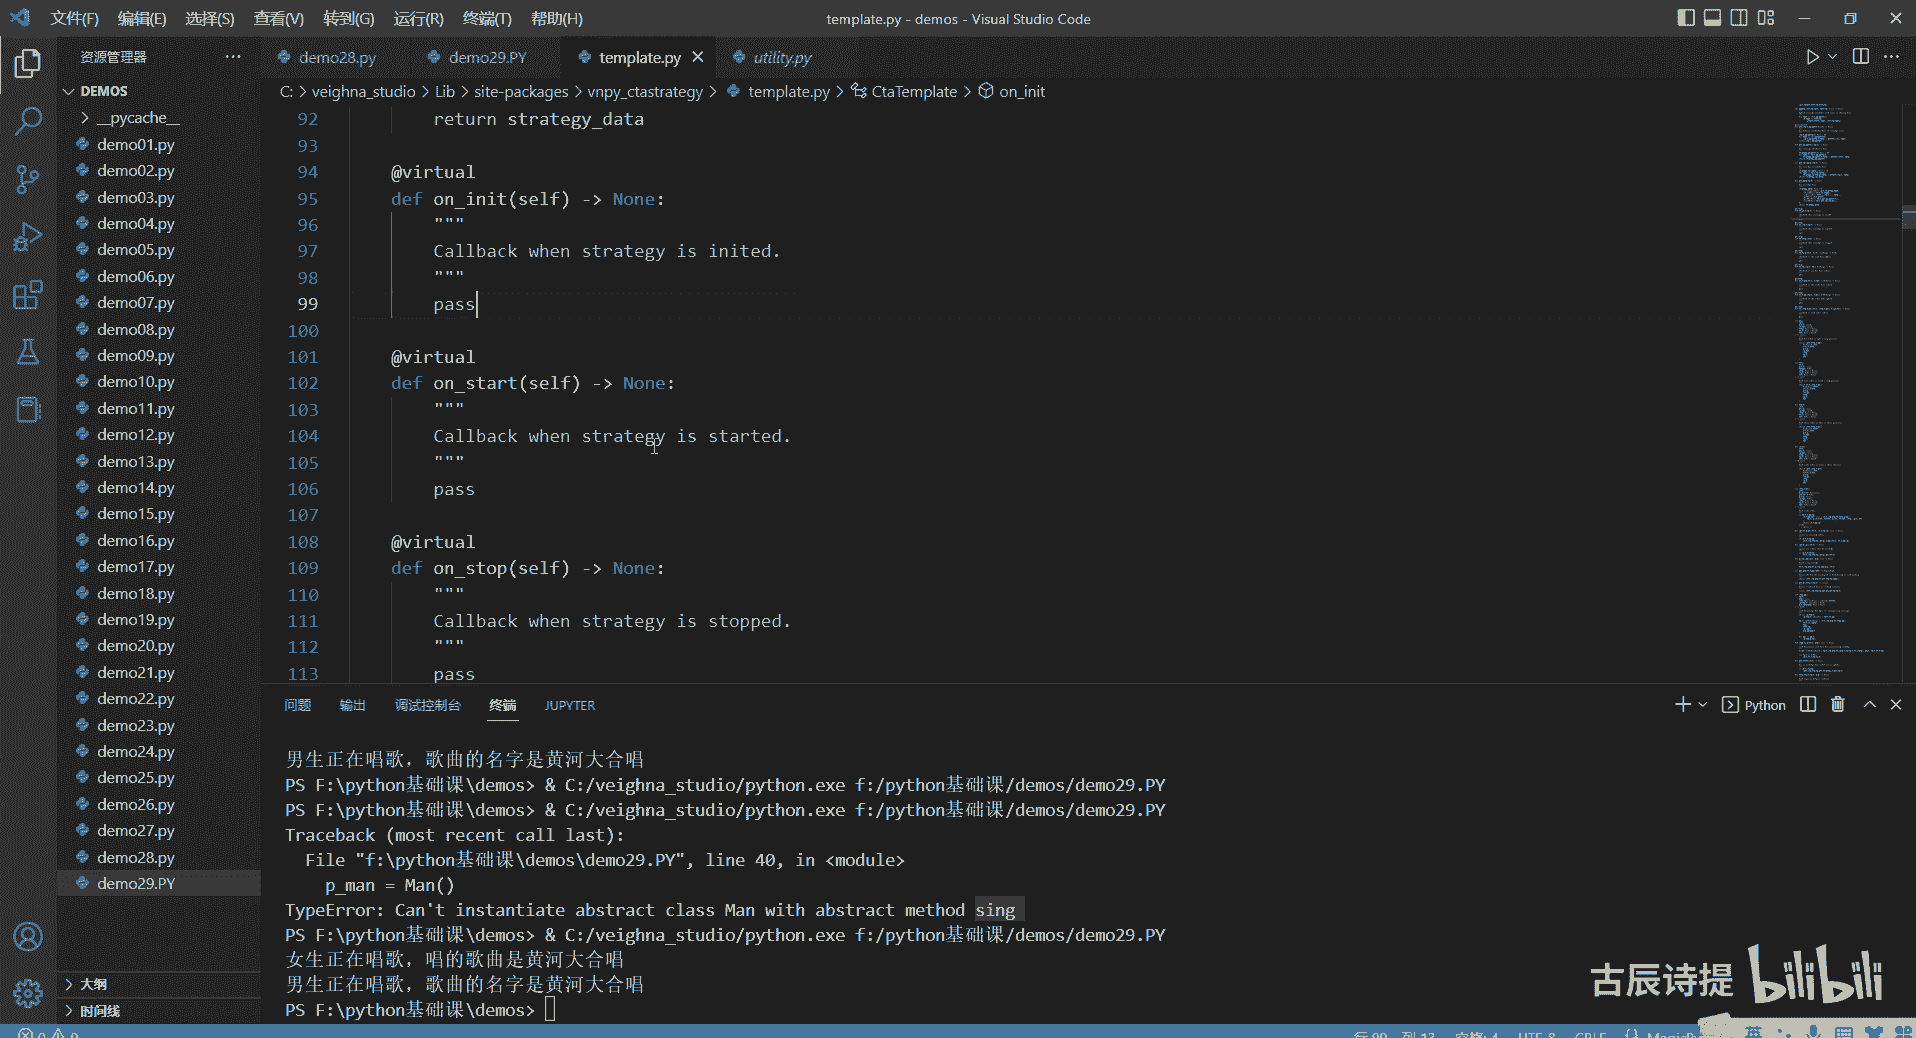 文件(F) 编辑(E) 选择(S) 查看(V) 转到(G) 运行(R) 终端(T) 帮助(H) template.py - demos - Visual Studio Code
资源管理器 ··· demo28.py demo29.PY template.py utility.py
DEMOS
C: > veighna_studio > Lib > site-packages > vnpy_ctastrategy > template.py > CtaTemplate > on_init
__pycache__
demo01.py
demo02.py
demo03.py
demo04.py
demo05.py
demo06.py
demo07.py
demo08.py
demo09.py
demo10.py
demo11.py
demo12.py
demo13.py
demo14.py
demo15.py
demo16.py
demo17.py
demo18.py
demo19.py
demo20.py
demo21.py
demo22.py
demo23.py
demo24.py
demo25.py
demo26.py
demo27.py
demo28.py
demo29.PY
大纲
时间线
92 return strategy_data
93
94 @virtual
95 def on_init(self) -> None:
96 """
97 Callback when strategy is inited.
98 """
99 pass
100
101 @virtual
102 def on_start(self) -> None:
103 """
104 Callback when strategy is started.
105 """
106 pass
107
108 @virtual
109 def on_stop(self) -> None:
110 """
111 Callback when strategy is stopped.
112 """
113 pass
问题 输出 调试控制台 终端 JUPYTER Python
男生正在唱歌，歌曲的名字是黄河大合唱
PS F:\python基础课\demos> & C:/veighna_studio/python.exe f:/python基础课/demos/demo29.PY
PS F:\python基础课\demos> & C:/veighna_studio/python.exe f:/python基础课/demos/demo29.PY
Traceback (most recent call last):
File "f:\python基础课\demos\demo29.PY", line 40, in <module>
p_man = Man()
TypeError: Can't instantiate abstract class Man with abstract method sing
PS F:\python基础课\demos> & C:/veighna_studio/python.exe f:/python基础课/demos/demo29.PY
女生正在唱歌，唱的歌曲是黄河大合唱
男生正在唱歌，歌曲的名字是黄河大合唱
PS F:\python基础课\demos>
古辰诗提 bilibili
行 99，列 13 空格: 4 UTF-8 CRLF 英